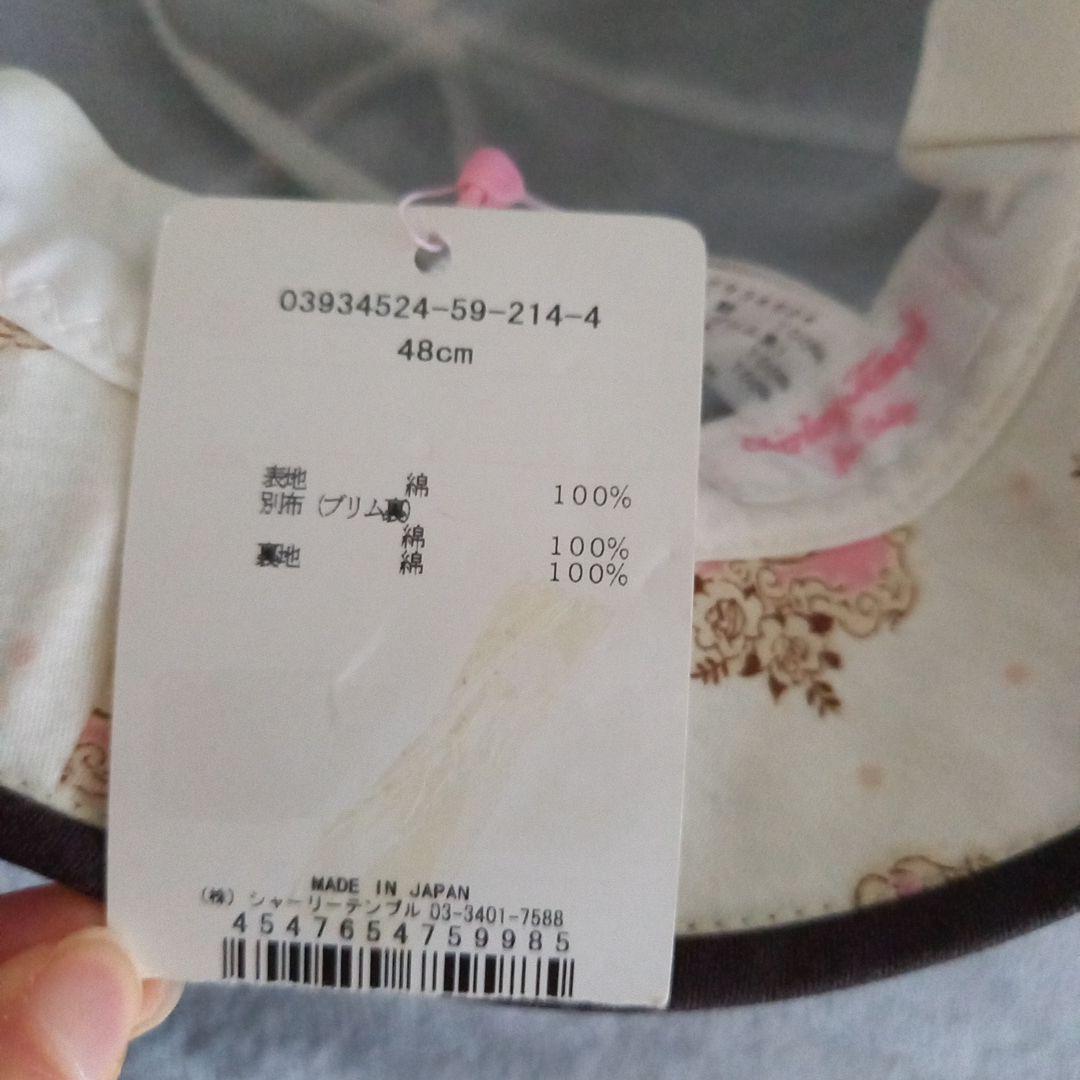 03934524-59-214-4
48cm
表地 綿 100%
別布(ブリム裏)
綿 100%
裏地 綿 100%
MADE IN JAPAN
(株)シャーリーテンプル 03-3401-7588
4547654759985